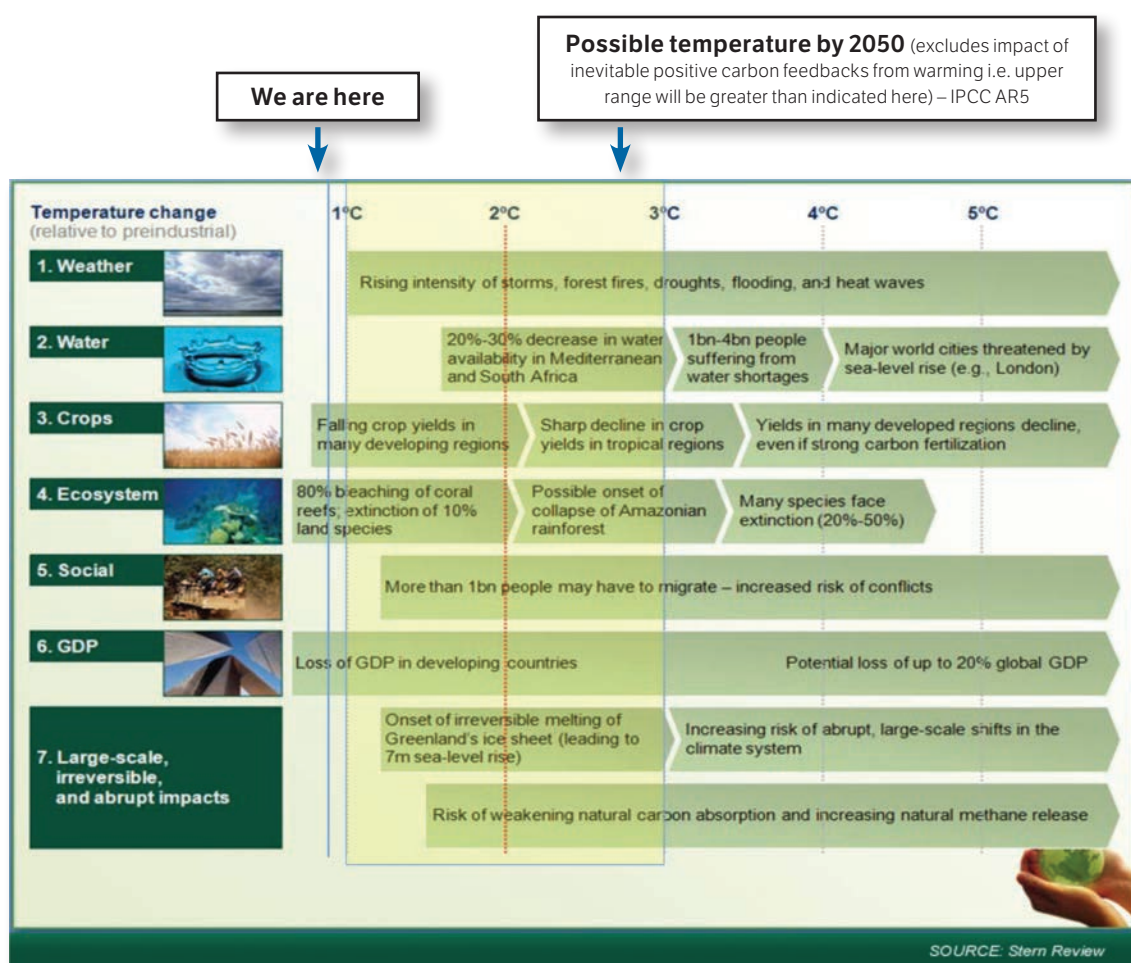 We are here
Possible temperature by 2050 (excludes impact of
inevitable positive carbon feedbacks from warming i.e. upper
range will be greater than indicated here) – IPCC AR5
Temperature change
(relative to preindustrial)
1°C
2°C
3°C
4°C
5°C
1. Weather
Rising intensity of storms, forest fires, droughts, flooding, and heat waves
2. Water
20%-30% decrease in water
availability in Mediterranean
and South Africa
1bn-4bn people
suffering from
water shortages
Major world cities threatened by
sea-level rise (e.g., London)
3. Crops
Falling crop yields in
many developing regions
Sharp decline in crop
yields in tropical regions
Yields in many developed regions decline,
even if strong carbon fertilization
4. Ecosystem
80% bleaching of coral
reefs; extinction of 10%
land species
Possible onset of
collapse of Amazonian
rainforest
Many species face
extinction (20%-50%)
5. Social
More than 1bn people may have to migrate – increased risk of conflicts
6. GDP
Loss of GDP in developing countries
Potential loss of up to 20% global GDP
7. Large-scale,
irreversible,
and abrupt impacts
Onset of irreversible melting of
Greenland's ice sheet (leading to
7m sea-level rise)
Increasing risk of abrupt, large-scale shifts in the
climate system
Risk of weakening natural carbon absorption and increasing natural methane release
SOURCE: Stern Review